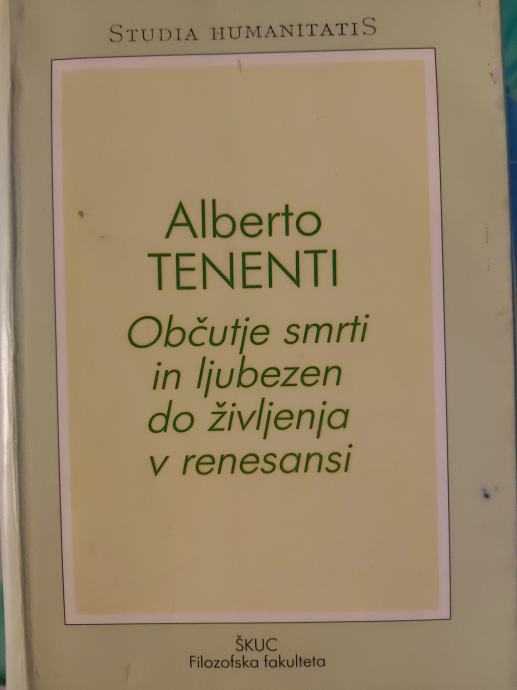 STUDIA HUMANITATIS
Alberto
TENENTI
Občutje smrti
in ljubezen
do življenja
v renesansi
ŠKUC
Filozofska fakulteta